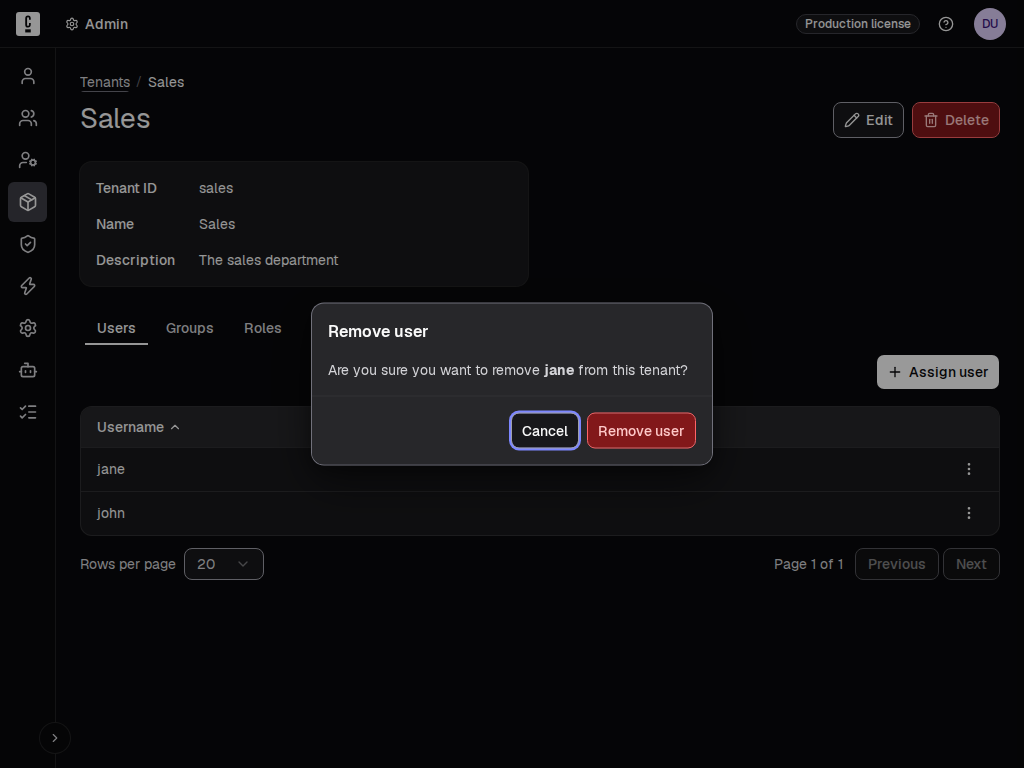 Admin
Production license
DU
Tenants / Sales
Sales
Edit
Delete
Tenant ID sales
Name Sales
Description The sales department
Users Groups Roles
Assign user
Remove user
Are you sure you want to remove jane from this tenant?
Cancel
Remove user
Username
jane
john
Rows per page 20
Page 1 of 1
Previous
Next